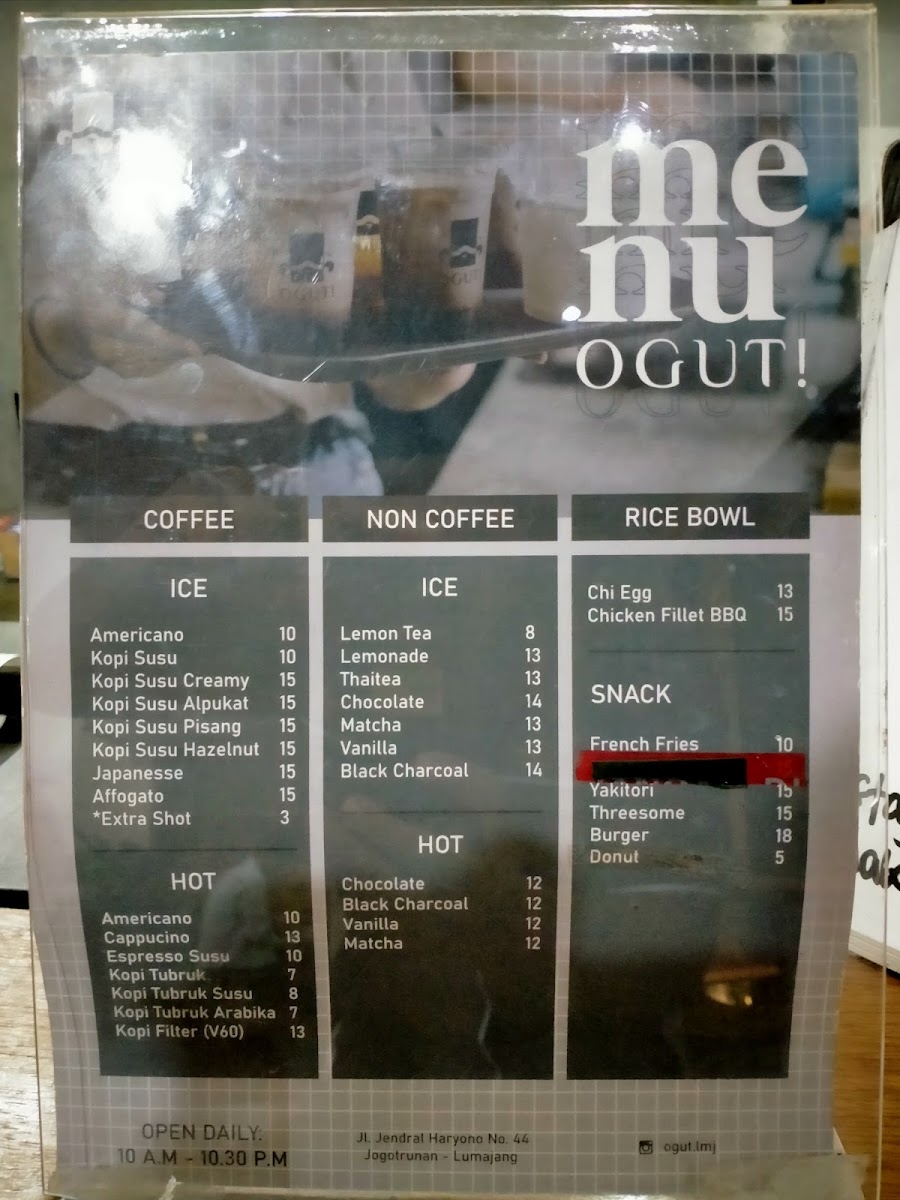 me
.nu
OGUT!
OGUT!
OGUT!
COFFEE
ICE
Americano 10
Kopi Susu 10
Kopi Susu Creamy 15
Kopi Susu Alpukat 15
Kopi Susu Pisang 15
Kopi Susu Hazelnut 15
Japanesse 15
Affogato 15
*Extra Shot 3
HOT
Americano 10
Cappucino 13
Espresso Susu 10
Kopi Tubruk 7
Kopi Tubruk Susu 8
Kopi Tubruk Arabika 7
Kopi Filter (V60) 13
NON COFFEE
ICE
Lemon Tea 8
Lemonade 13
Thaitea 13
Chocolate 14
Matcha 13
Vanilla 13
Black Charcoal 14
HOT
Chocolate 12
Black Charcoal 12
Vanilla 12
Matcha 12
RICE BOWL
Chi Egg 13
Chicken Fillet BBQ 15
SNACK
French Fries 10
Yakitori 15
Threesome 15
Burger 18
Donut 5
OPEN DAILY:
10 A.M - 10.30 P.M
Jl. Jendral Haryono No. 44
Jogotrunan - Lumajang
ogut.lmj